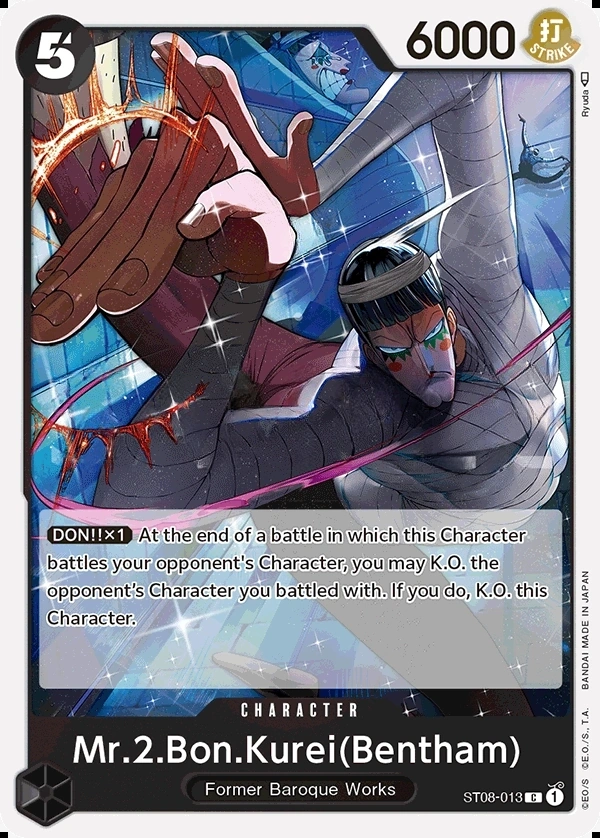 5
6000
打
STRIKE
Ryuda
DON!!×1 At the end of a battle in which this Character
battles your opponent's Character, you may K.O. the
opponent's Character you battled with. If you do, K.O. this
Character.
CHARACTER
Mr.2.Bon.Kurei(Bentham)
Former Baroque Works
ST08-013 C 1
©EO/S ©E.O./S., T.A. BANDAI MADE IN JAPAN